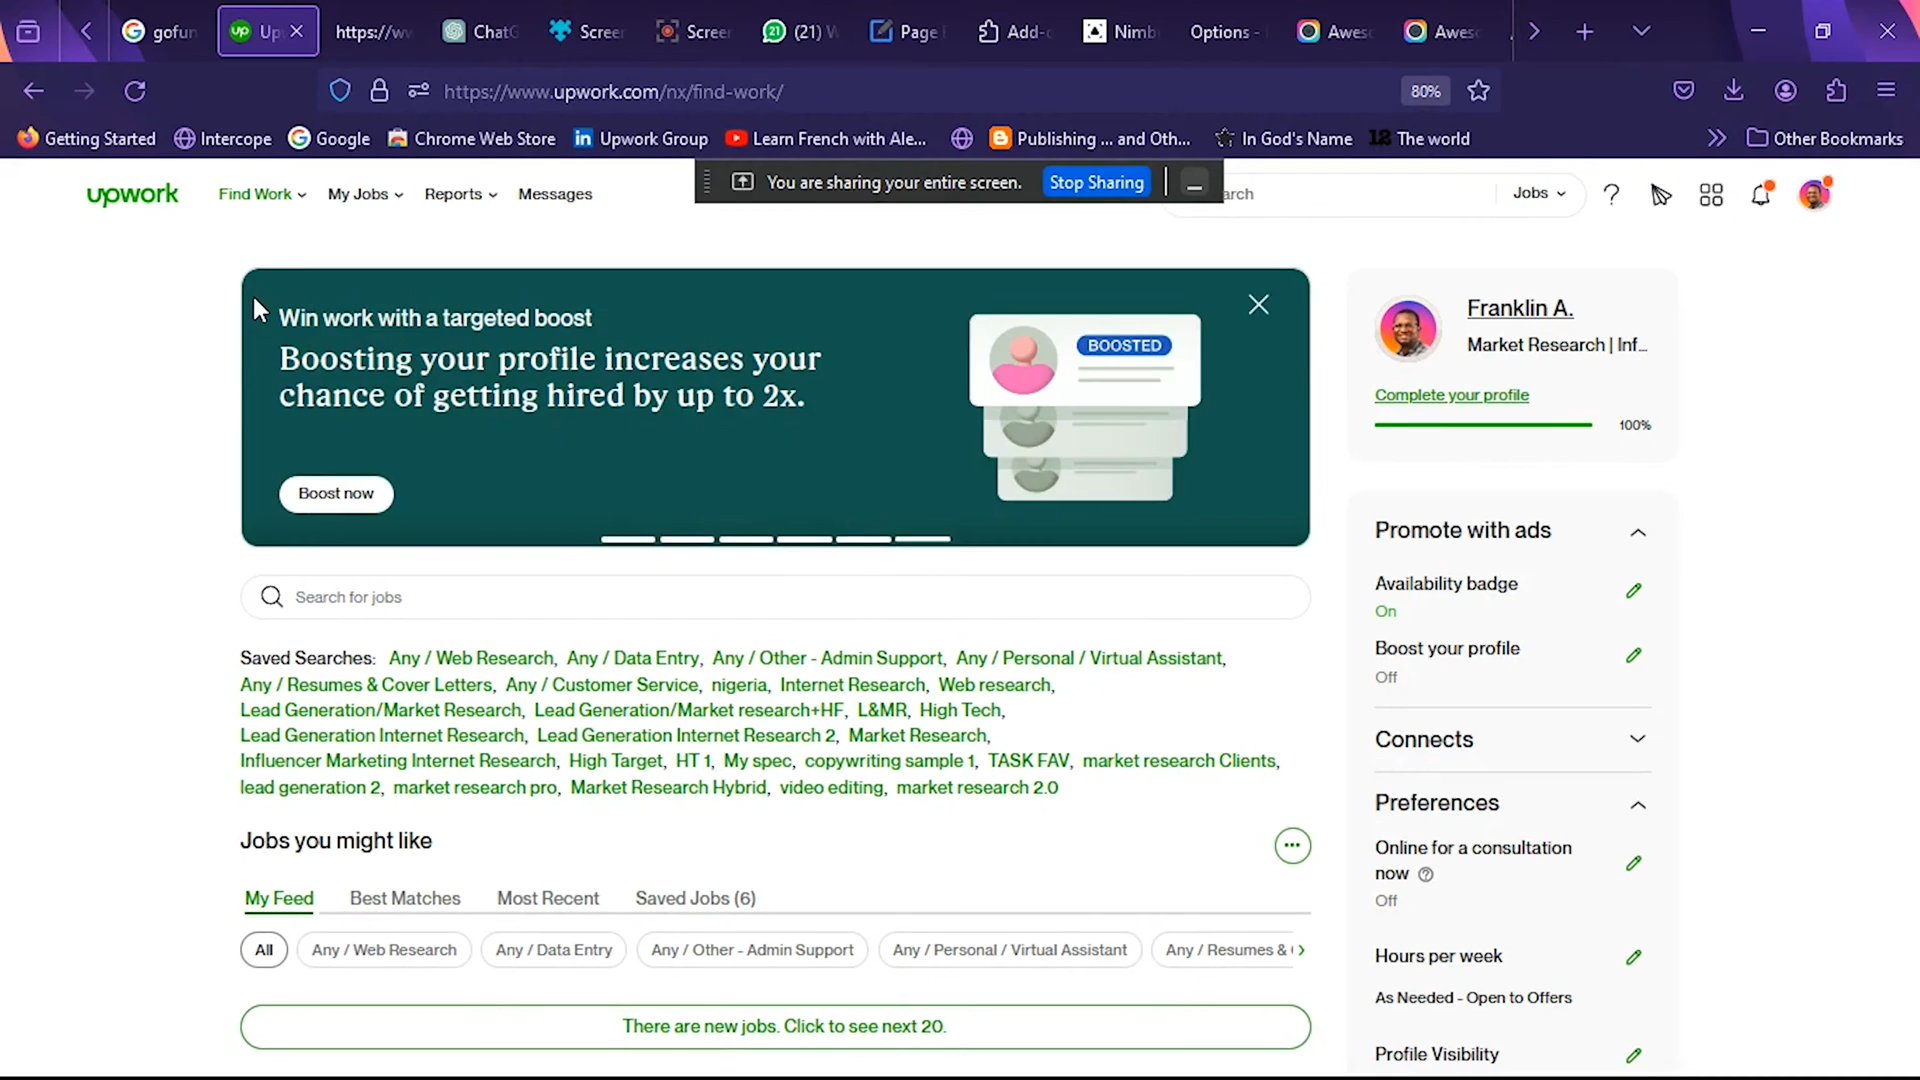 gofun
up
Up
https://wv
ChatG
Scree
Scree
21
(21) W
Page
Add-o
Nimb
Options -
Awes
Awes
https://www.upwork.com/nx/find-work/
80%
Getting Started
Intercope
Google
Chrome Web Store
in
Upwork Group
Learn French with Ale...
Publishing ... and Oth...
In God's Name
12
The world
Other Bookmarks
You are sharing your entire screen.
Stop Sharing
upwork
Find Work
My Jobs
Reports
Messages
arch
Jobs
?
Win work with a targeted boost
Boosting your profile increases your
chance of getting hired by up to 2x.
Boost now
BOOSTED
Franklin A.
Market Research | Inf...
Complete your profile
100%
Search for jobs
Saved Searches: Any / Web Research, Any / Data Entry, Any / Other - Admin Support, Any / Personal / Virtual Assistant,
Any / Resumes & Cover Letters, Any / Customer Service, nigeria, Internet Research, Web research,
Lead Generation/Market Research, Lead Generation/Market research+HF, L&MR, High Tech,
Lead Generation Internet Research, Lead Generation Internet Research 2, Market Research,
Influencer Marketing Internet Research, High Target, HT 1, My spec, copywriting sample 1, TASK FAV, market research Clients,
lead generation 2, market research pro, Market Research Hybrid, video editing, market research 2.0
Jobs you might like
My Feed
Best Matches
Most Recent
Saved Jobs (6)
All
Any / Web Research
Any / Data Entry
Any / Other - Admin Support
Any / Personal / Virtual Assistant
Any / Resumes &
There are new jobs. Click to see next 20.
Promote with ads
Availability badge
On
Boost your profile
Off
Connects
Preferences
Online for a consultation
now ?
Off
Hours per week
As Needed - Open to Offers
Profile Visibility